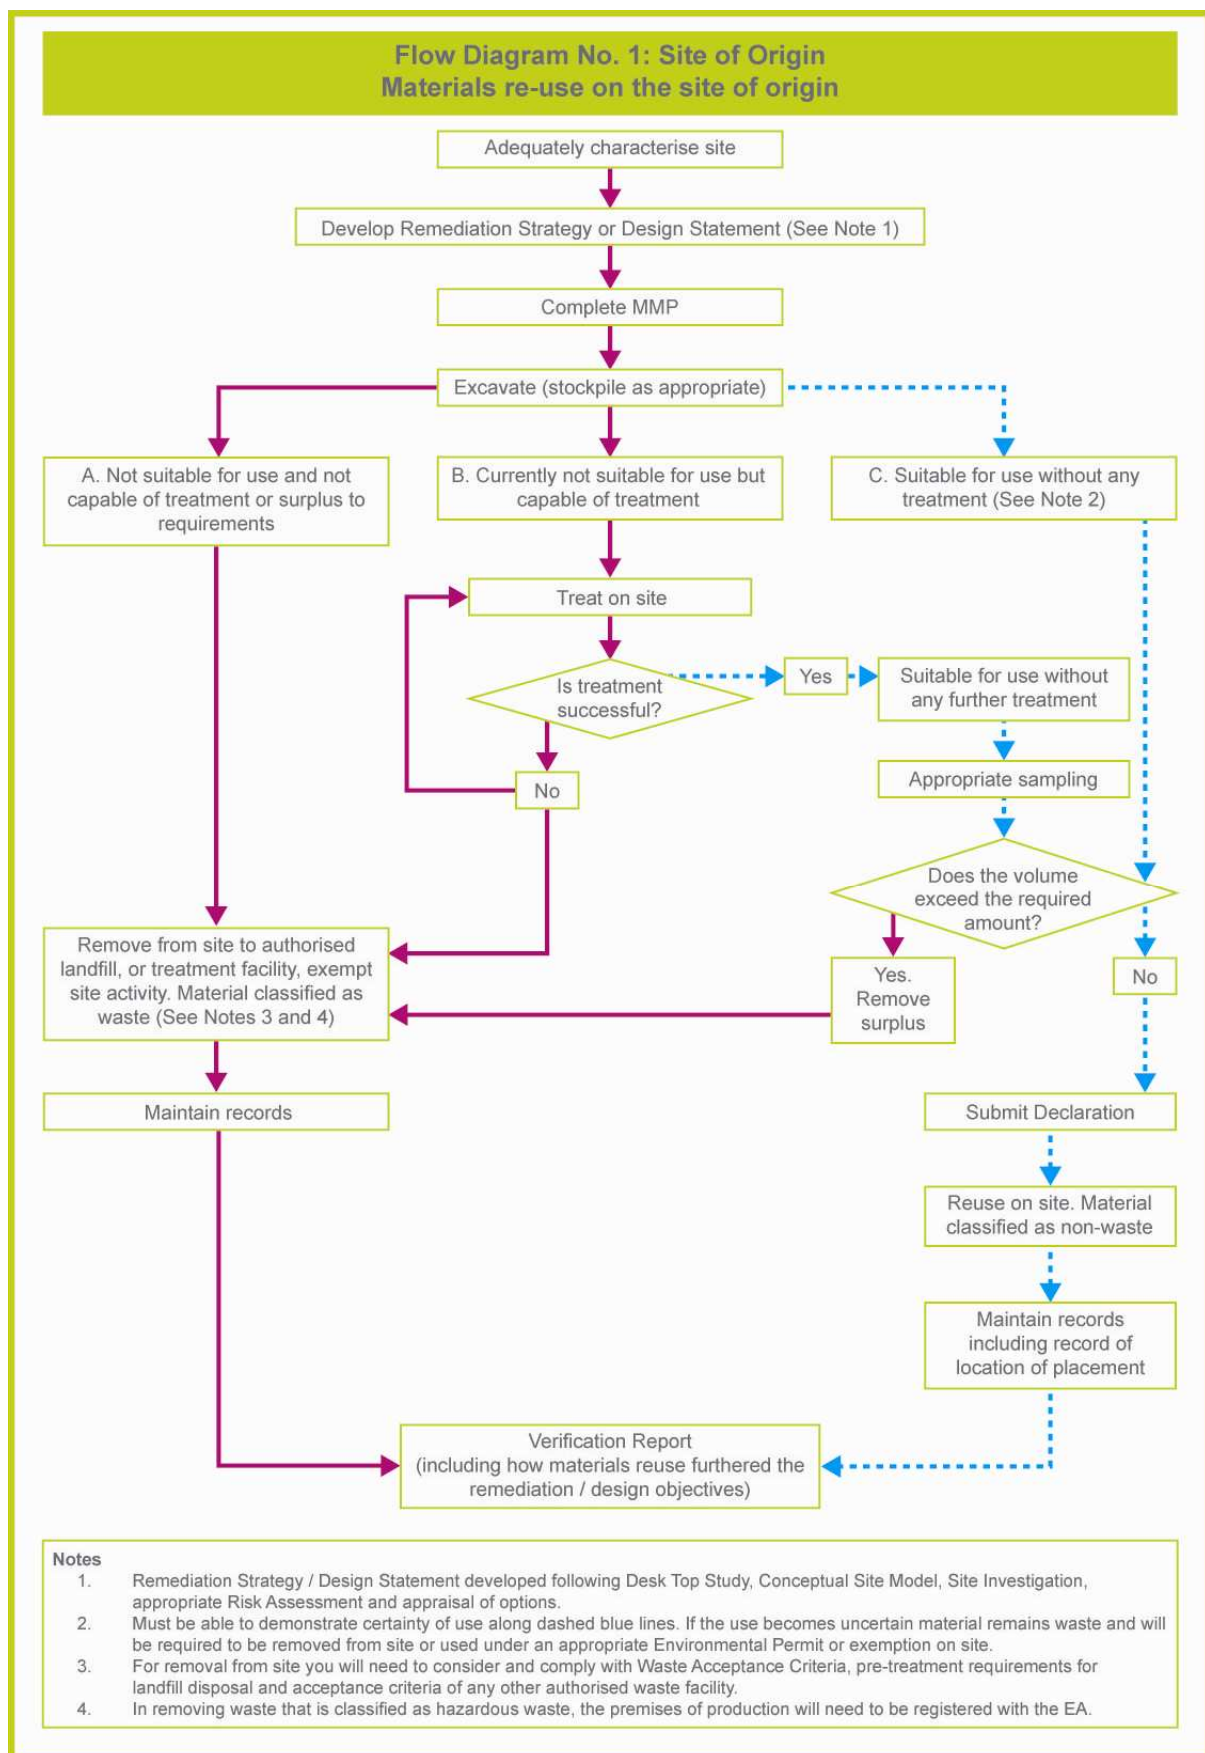 Flow Diagram No. 1: Site of Origin
Materials re-use on the site of origin
Adequately characterise site
Develop Remediation Strategy or Design Statement (See Note 1)
Complete MMP
Excavate (stockpile as appropriate)
A. Not suitable for use and not
capable of treatment or surplus to
requirements
B. Currently not suitable for use but
capable of treatment
C. Suitable for use without any
treatment (See Note 2)
Treat on site
Is treatment
successful?
Yes
Suitable for use without
any further treatment
No
Appropriate sampling
Does the volume
exceed the required
amount?
Remove from site to authorised
landfill, or treatment facility, exempt
site activity. Material classified as
waste (See Notes 3 and 4)
Yes.
Remove
surplus
No
Maintain records
Submit Declaration
Reuse on site. Material
classified as non-waste
Maintain records
including record of
location of placement
Verification Report
(including how materials reuse furthered the
remediation / design objectives)
Notes
1. Remediation Strategy / Design Statement developed following Desk Top Study, Conceptual Site Model, Site Investigation,
appropriate Risk Assessment and appraisal of options.
2. Must be able to demonstrate certainty of use along dashed blue lines. If the use becomes uncertain material remains waste and will
be required to be removed from site or used under an appropriate Environmental Permit or exemption on site.
3. For removal from site you will need to consider and comply with Waste Acceptance Criteria, pre-treatment requirements for
landfill disposal and acceptance criteria of any other authorised waste facility.
4. In removing waste that is classified as hazardous waste, the premises of production will need to be registered with the EA.